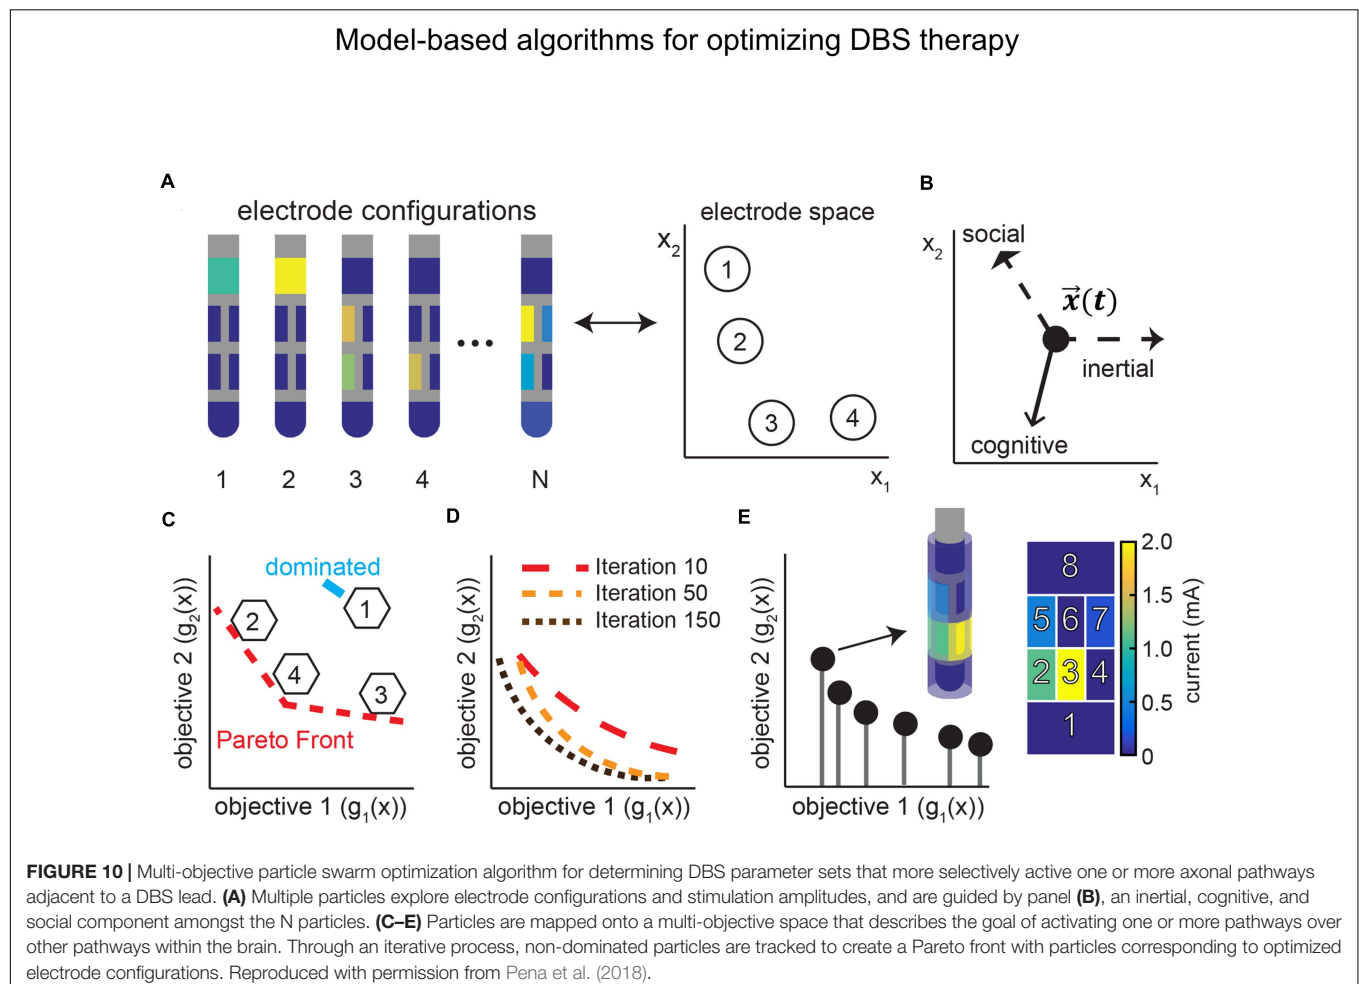 Model-based algorithms for optimizing DBS therapy
A
electrode configurations
1 2 3 4 N
electrode space
x2
1
2
3
4
x1
B
x2
social
x⃗(t)
inertial
cognitive
x1
C
objective 2 (g2(x))
dominated
1
2
4
3
Pareto Front
objective 1 (g1(x))
D
objective 2 (g2(x))
Iteration 10
Iteration 50
Iteration 150
objective 1 (g1(x))
E
objective 2 (g2(x))
objective 1 (g1(x))
8
5 6 7
2 3 4
1
2.0
1.5
1.0
0.5
0
current (mA)
FIGURE 10 | Multi-objective particle swarm optimization algorithm for determining DBS parameter sets that more selectively active one or more axonal pathways
adjacent to a DBS lead. (A) Multiple particles explore electrode configurations and stimulation amplitudes, and are guided by panel (B), an inertial, cognitive, and
social component amongst the N particles. (C–E) Particles are mapped onto a multi-objective space that describes the goal of activating one or more pathways over
other pathways within the brain. Through an iterative process, non-dominated particles are tracked to create a Pareto front with particles corresponding to optimized
electrode configurations. Reproduced with permission from Pena et al. (2018).